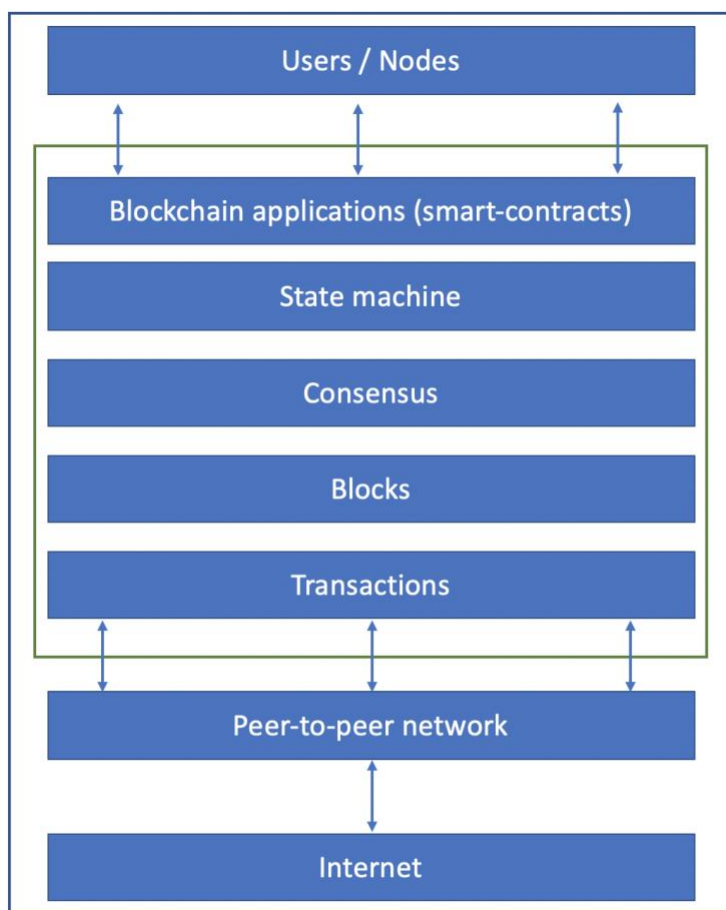 Users / Nodes
Blockchain applications (smart-contracts)
State machine
Consensus
Blocks
Transactions
Peer-to-peer network
Internet